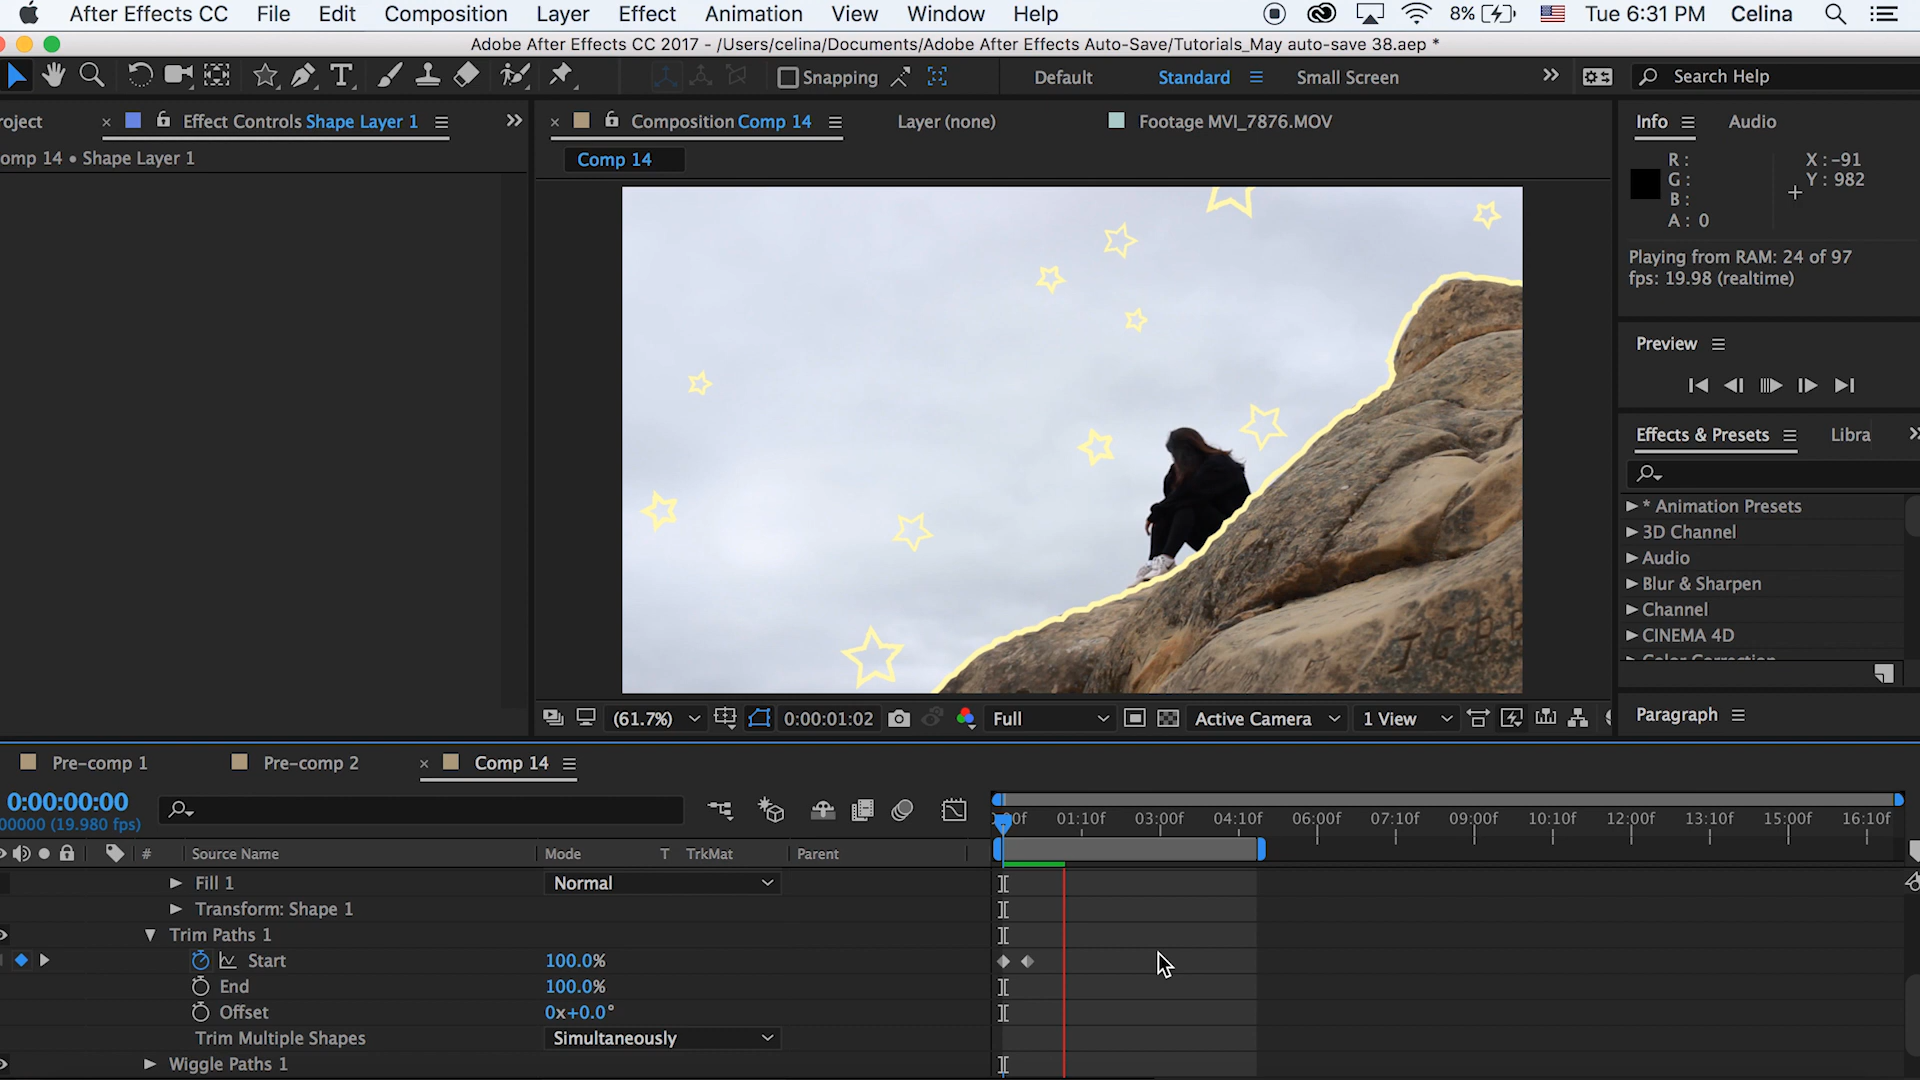 After Effects CC File Edit Composition Layer Effect Animation View Window Help 8% Tue 6:31 PM Celina
Adobe After Effects CC 2017 - /Users/celina/Documents/Adobe After Effects Auto-Save/Tutorials_May auto-save 38.aep *
Snapping Default Standard Small Screen Search Help
roject Effect Controls Shape Layer 1 Composition Comp 14 Layer (none) Footage MVI_7876.MOV Info Audio
omp 14 • Shape Layer 1 Comp 14
R: X: -91
G: Y: 982
B:
A: 0
Playing from RAM: 24 of 97
fps: 19.98 (realtime)
Preview
Effects & Presets Libra
* Animation Presets
3D Channel
Audio
Blur & Sharpen
Channel
CINEMA 4D
Color Correction
(61.7%) 0:00:01:02 Full Active Camera 1 View Paragraph
Pre-comp 1 Pre-comp 2 Comp 14
0:00:00:00
00000 (19.980 fps)
:00f 01:10f 03:00f 04:10f 06:00f 07:10f 09:00f 10:10f 12:00f 13:10f 15:00f 16:10f
# Source Name Mode T TrkMat Parent
Fill 1 Normal
Transform: Shape 1
Trim Paths 1
Start 100.0%
End 100.0%
Offset 0x+0.0°
Trim Multiple Shapes Simultaneously
Wiggle Paths 1